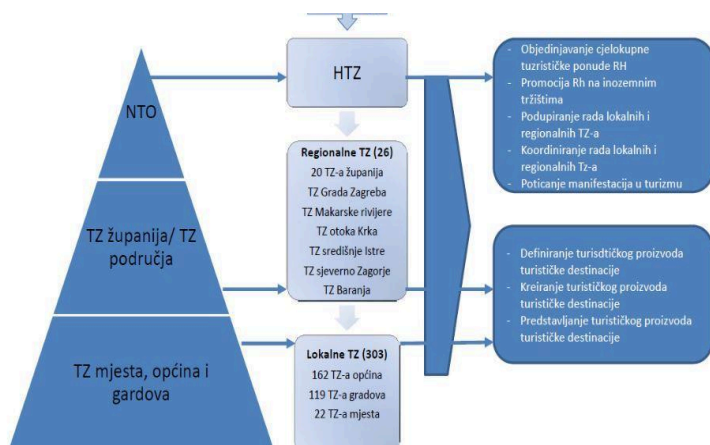 NTO
TZ županija/ TZ
područja
TZ mjesta, općina i
gardova
HTZ
Regionalne TZ (26)
20 TZ-a županija
TZ Grada Zagreba
TZ Makarske rivijere
TZ otoka Krka
TZ središnje Istre
TZ sjeverno Zagorje
TZ Baranja
Lokalne TZ (303)
162 TZ-a općina
119 TZ-a gradova
22 TZ-a mjesta
- Objedinjavanje cjelokupne
tuzrističke ponude RH
- Promocija Rh na inozemnim
tržištima
- Podupiranje rada lokalnih i
regionalnih TZ-a
- Koordiniranje rada lokalnih i
regionalnih Tz-a
- Poticanje manifestacija u turizmu
- Definiranje turisdtičkog proizvoda
turističke destinacije
- Kreiranje turističkog proizvoda
turističke destinacije
- Predstavljanje turističkog proizvoda
turističke destinacije